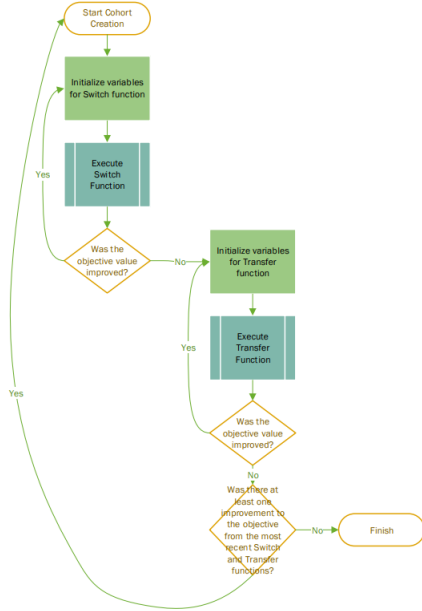 Start Cohort
Creation
Initialize variables
for Switch function
Execute
Switch
Function
Yes
Was the
objective value
improved?
No
Initialize variables
for Transfer
function
Execute
Transfer
Function
Yes
Was the
objective value
improved?
Yes
No
Was there at
least one
improvement to
the objective
from the most
recent Switch
and Transfer
functions?
No
Finish